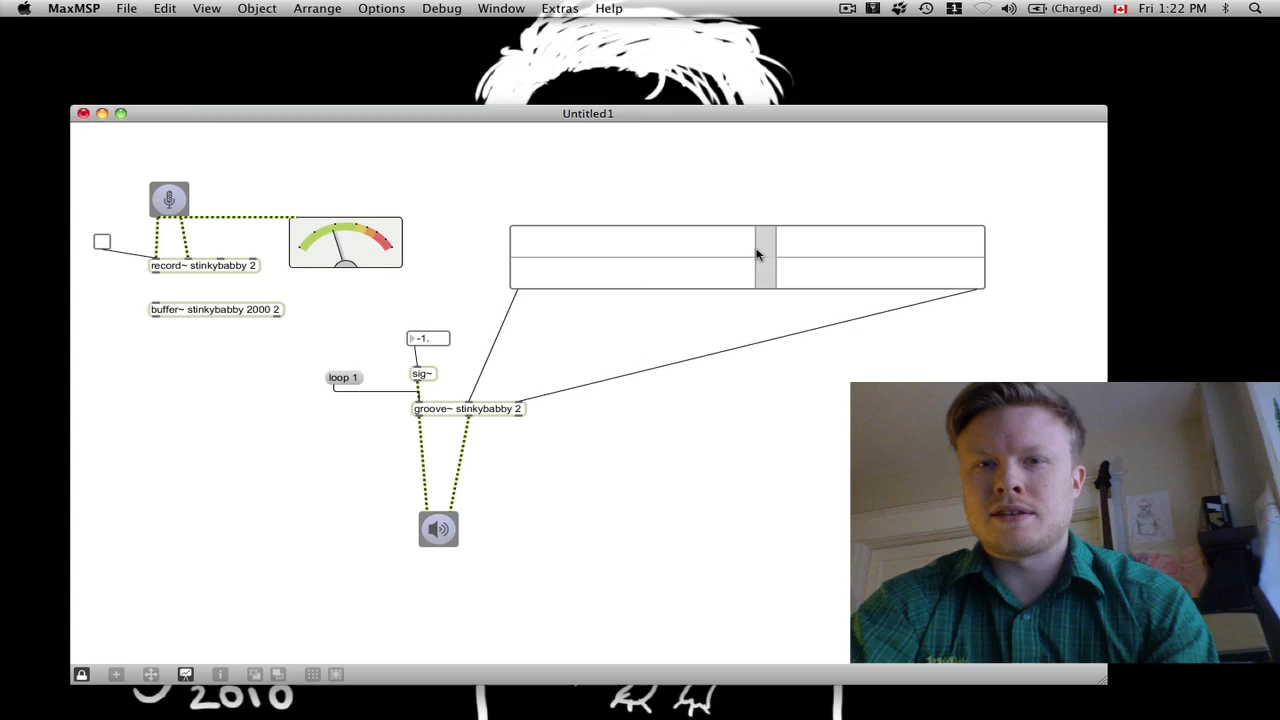 MaxMSP File Edit View Object Arrange Options Debug Window Extras Help 1 (Charged) Fri 1:22 PM
Untitled1
record~ stinkybabby 2
buffer~ stinkybabby 2000 2
-1.
loop 1
sig~
groove~ stinkybabby 2
2010